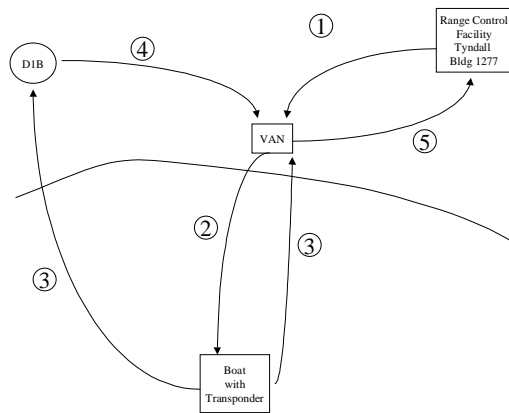 ①
Range Control
Facility
Tyndall
Bldg 1277
④
D1B
VAN
⑤
②
③
③
Boat
with
Transponder